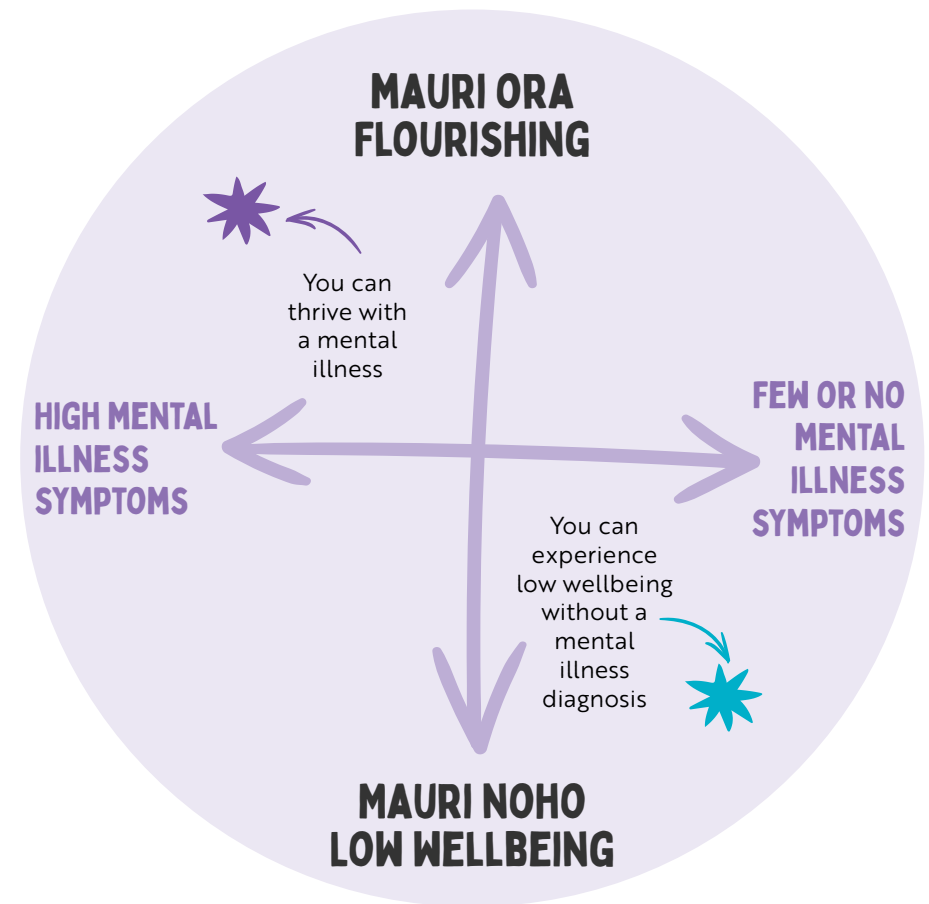 MAURI ORA
FLOURISHING
You can
thrive with
a mental
illness
HIGH MENTAL
ILLNESS
SYMPTOMS
FEW OR NO
MENTAL
ILLNESS
SYMPTOMS
You can
experience
low wellbeing
without a
mental
illness
diagnosis
MAURI NOHO
LOW WELLBEING